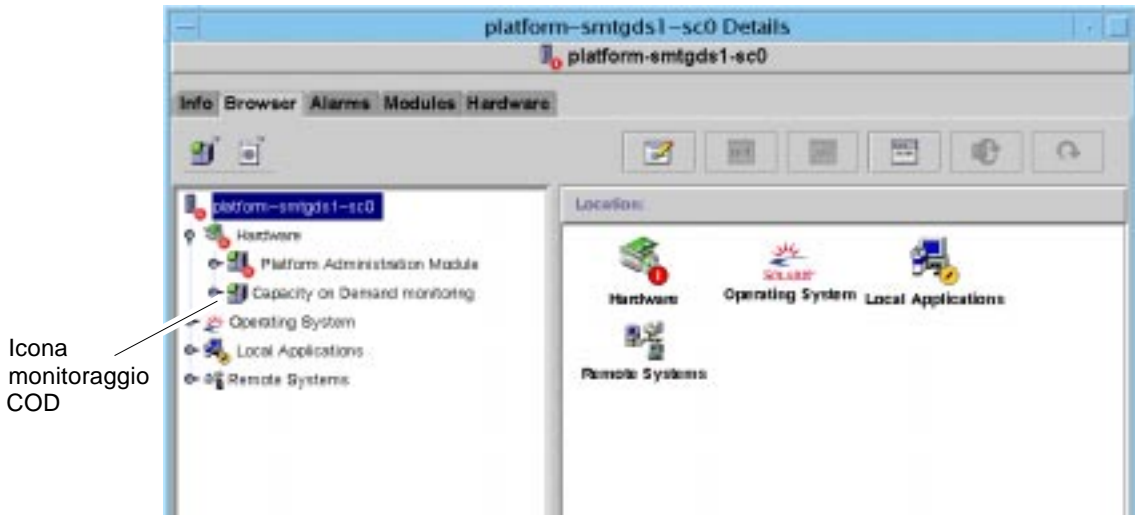 platform-smtgds1-sc0 Details
platform-smtgds1-sc0
Info Browser Alarms Modules Hardware
platform-smtgds1-sc0
Location:
Hardware
Platform Administration Module
Capacity on Demand monitoring
Operating System
Local Applications
Remote Systems
SOLARIS
Hardware Operating System Local Applications
Remote Systems
Icona
monitoraggio
COD